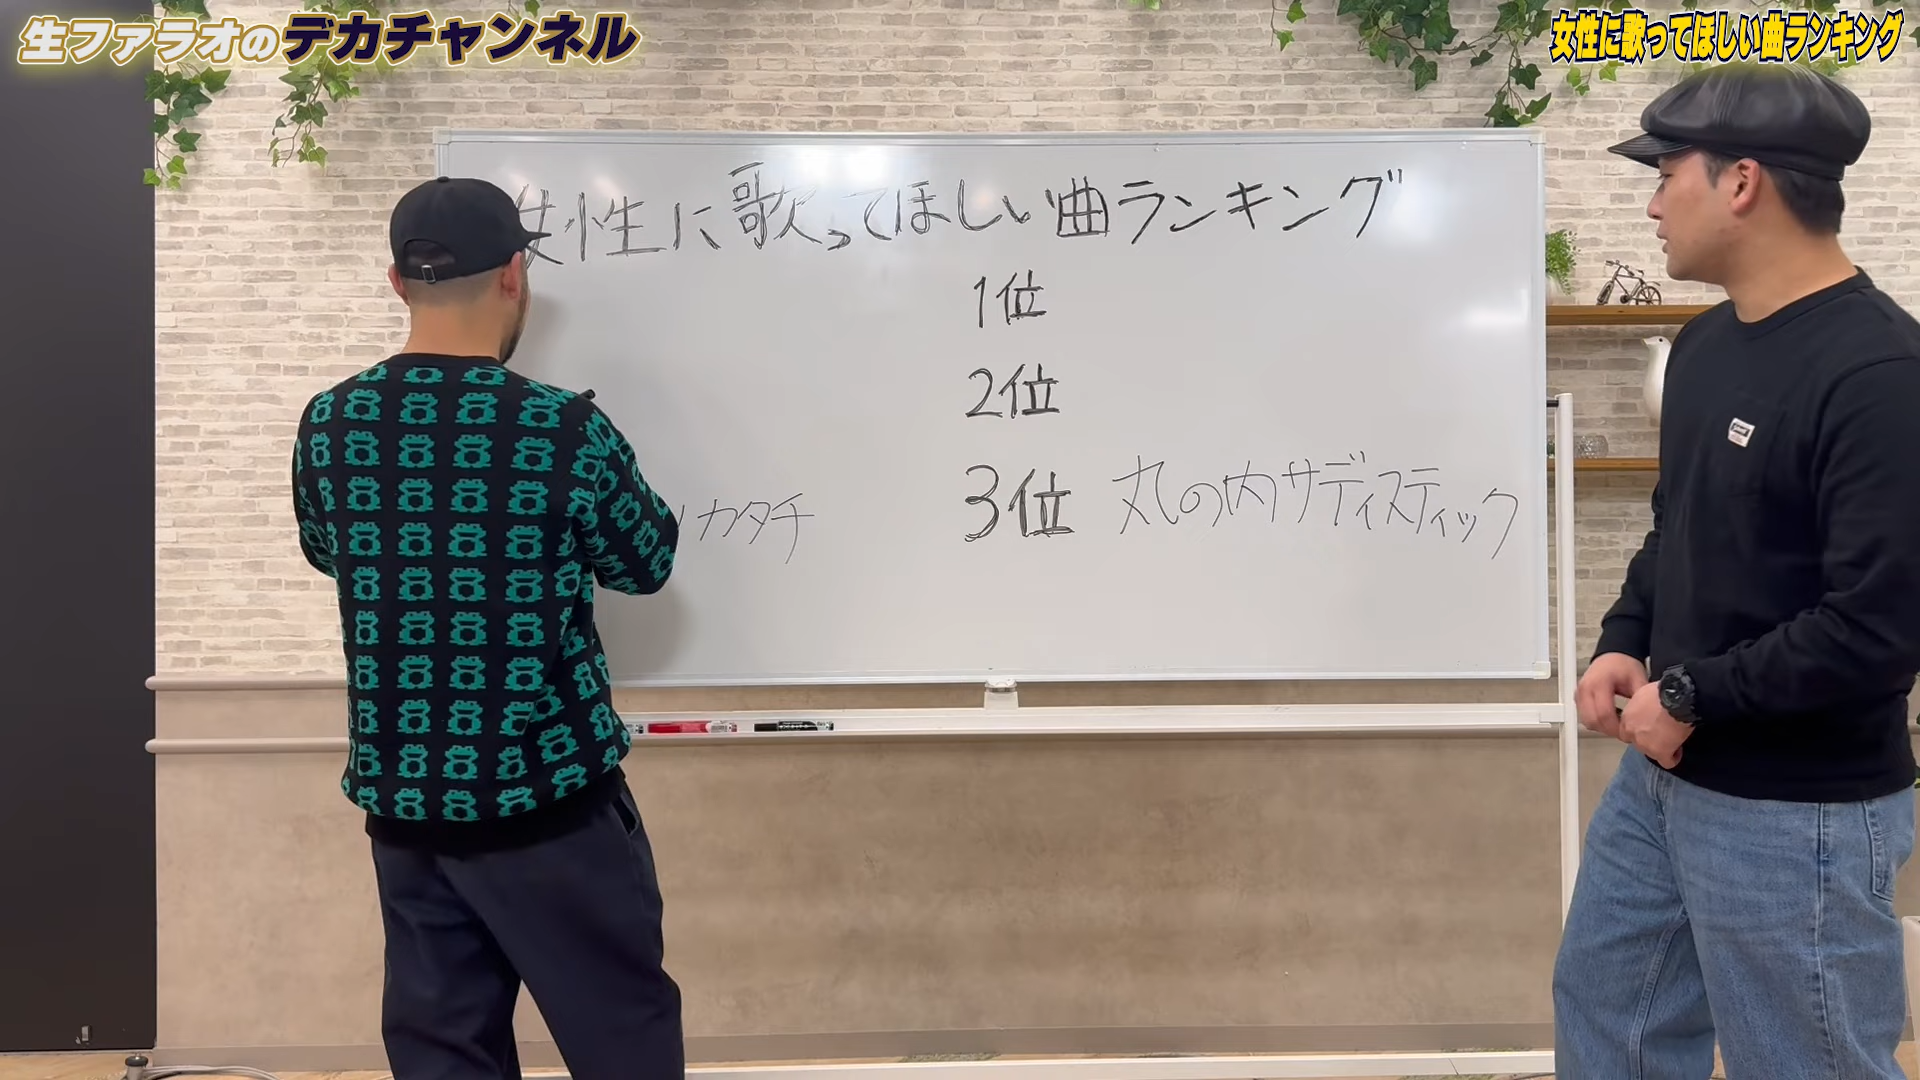 生ファラオのデカチャンネル
女性に歌ってほしい曲ランキング
女性に歌ってほしい曲ランキング
1位
2位
カタチ
3位 丸の内サディスティック